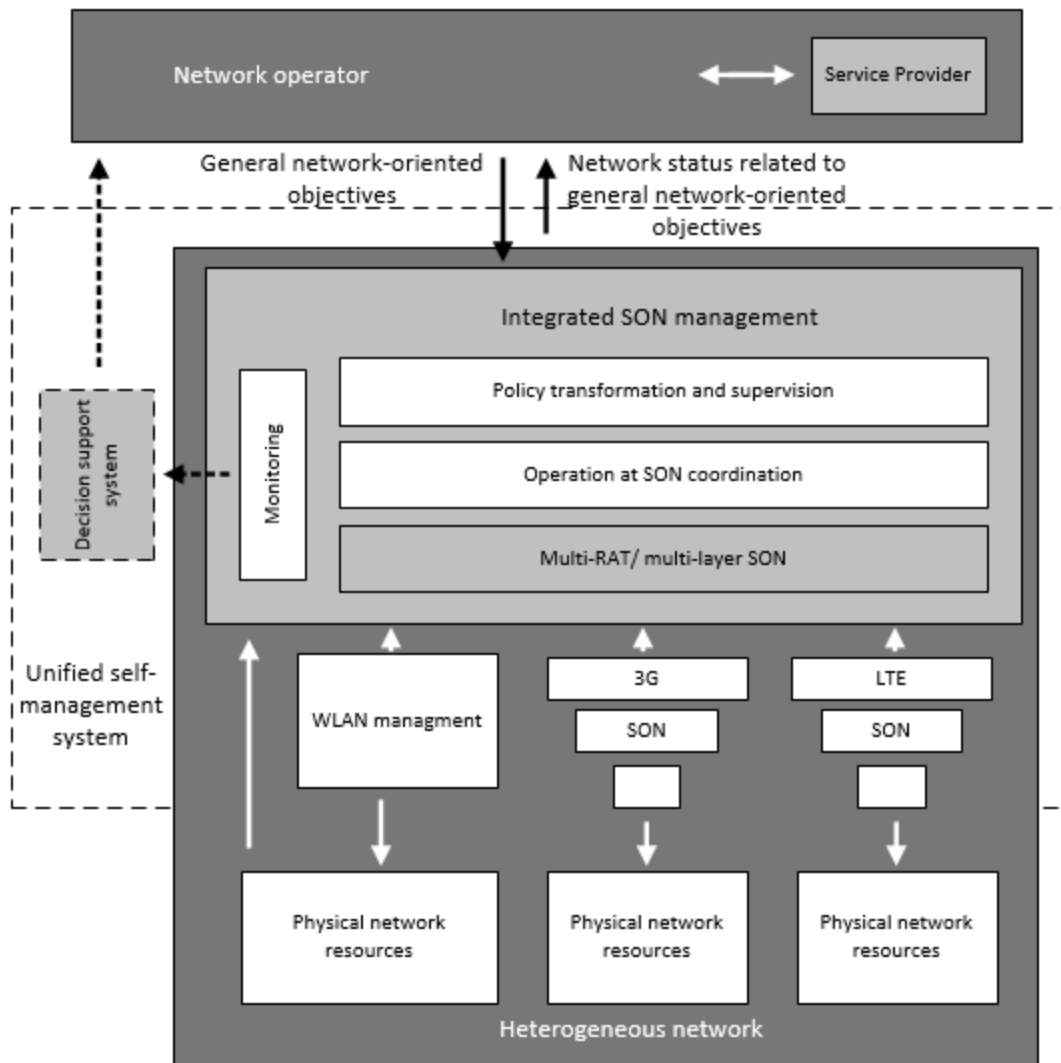 Network operator
Service Provider
General network-oriented
objectives
Network status related to
general network-oriented
objectives
Integrated SON management
Policy transformation and supervision
Operation at SON coordination
Multi-RAT/ multi-layer SON
Monitoring
Decision support
system
Unified self-
management
system
WLAN managment
3G
SON
LTE
SON
Physical network
resources
Physical network
resources
Physical network
resources
Heterogeneous network